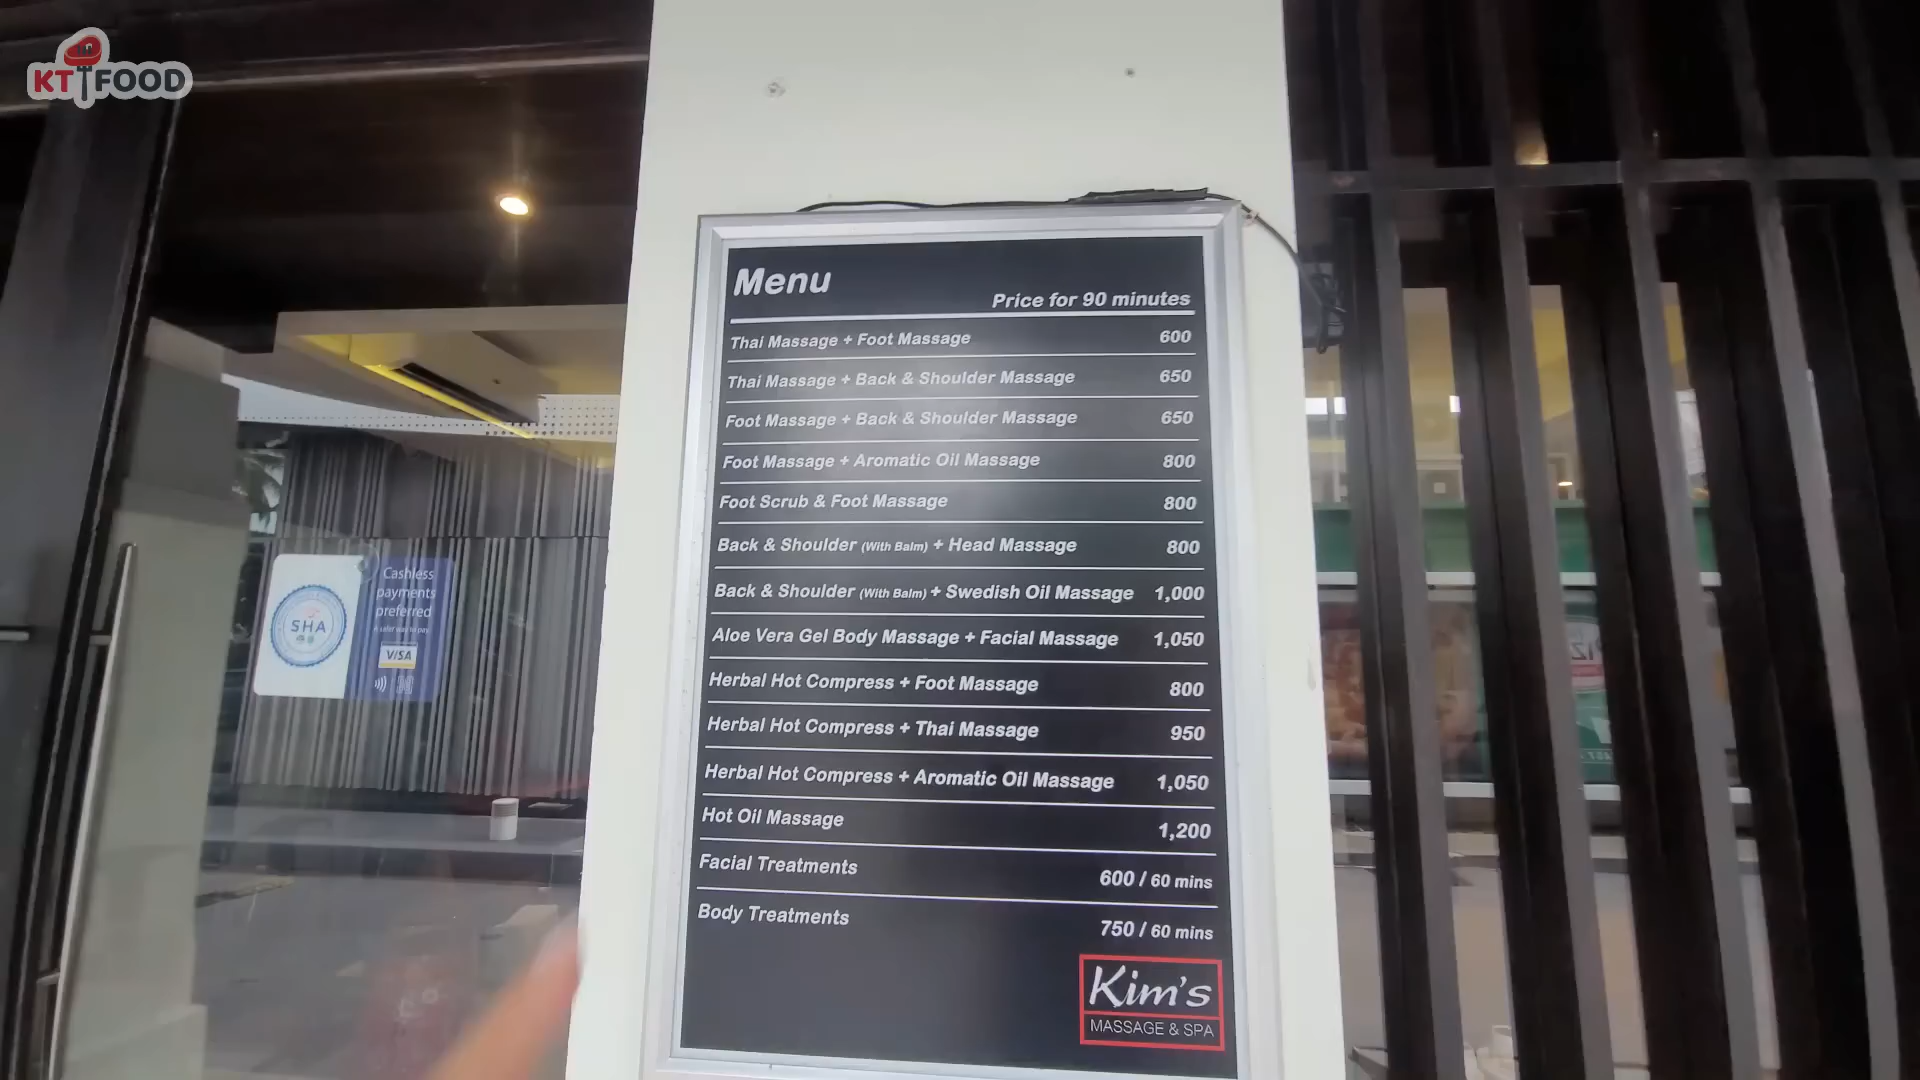 KT FOOD
Menu
Price for 90 minutes
Thai Massage + Foot Massage 600
Thai Massage + Back & Shoulder Massage 650
Foot Massage + Back & Shoulder Massage 650
Foot Massage + Aromatic Oil Massage 800
Foot Scrub & Foot Massage 800
Back & Shoulder (With Balm) + Head Massage 800
Back & Shoulder (With Balm) + Swedish Oil Massage 1,000
Aloe Vera Gel Body Massage + Facial Massage 1,050
Herbal Hot Compress + Foot Massage 800
Herbal Hot Compress + Thai Massage 950
Herbal Hot Compress + Aromatic Oil Massage 1,050
Hot Oil Massage 1,200
Facial Treatments 600 / 60 mins
Body Treatments 750 / 60 mins
Kim's
MASSAGE & SPA
SHA
Cashless
payments
preferred
A safer way to pay
VISA